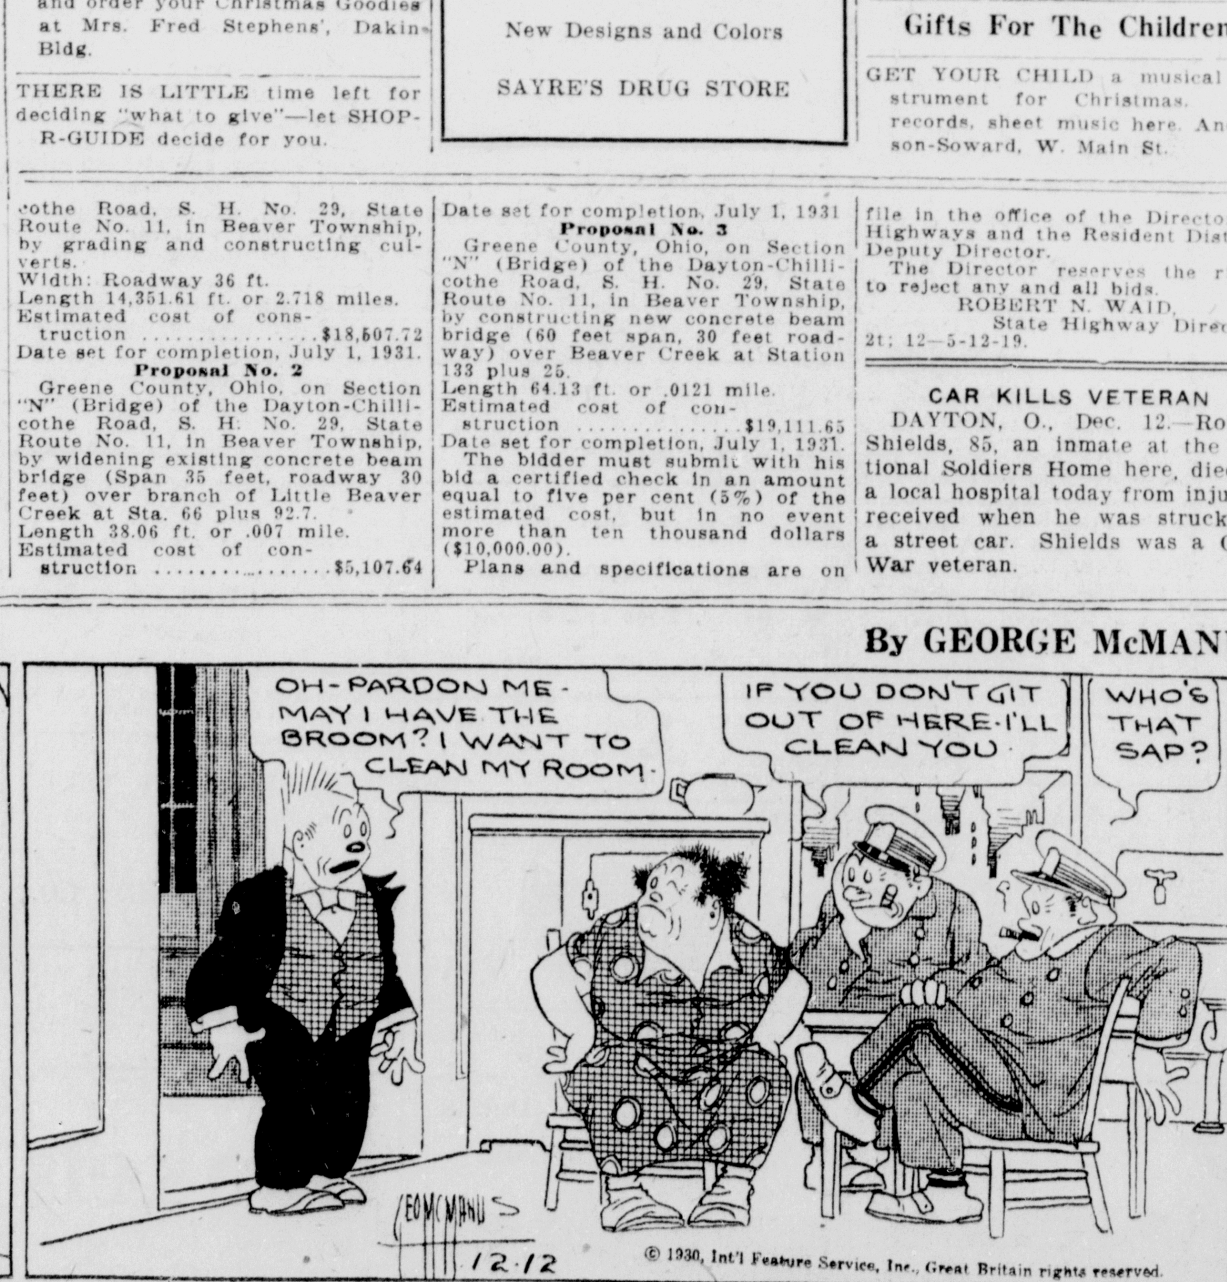 and order your Christmas Goodies
at Mrs. Fred Stephens', Dakin
Bldg.
THERE IS LITTLE time left for
deciding "what to give"—let SHOP-
R-GUIDE decide for you.
New Designs and Colors
SAYRE'S DRUG STORE
Gifts For The Children
GET YOUR CHILD a musical
strument for Christmas.
records, sheet music here. An
son-Soward, W. Main St.
cothe Road, S. H. No. 29, State
Route No. 11, in Beaver Township,
by grading and constructing cul-
verts.
Width: Roadway 36 ft.
Length 14,351.61 ft. or 2.718 miles.
Estimated cost of cons-
truction ................$18,507.72
Date set for completion, July 1, 1931.
Proposal No. 2
Greene County, Ohio, on Section
"N" (Bridge) of the Dayton-Chilli-
cothe Road, S. H. No. 29, State
Route No. 11, in Beaver Township,
by widening existing concrete beam
bridge (Span 35 feet, roadway 30
feet) over branch of Little Beaver
Creek at Sta. 66 plus 92.7.
Length 38.06 ft. or .007 mile.
Estimated cost of con-
struction ................$5,107.64
Date set for completion, July 1, 1931
Proposal No. 3
Greene County, Ohio, on Section
"N" (Bridge) of the Dayton-Chilli-
cothe Road, S. H. No. 29, State
Route No. 11, in Beaver Township,
by constructing new concrete beam
bridge (60 feet span, 30 feet road-
way) over Beaver Creek at Station
133 plus 25.
Length 64.13 ft. or .0121 mile.
Estimated cost of con-
struction ................$19,111.65
Date set for completion, July 1, 1931.
The bidder must submit with his
bid a certified check in an amount
equal to five per cent (5%) of the
estimated cost, but in no event
more than ten thousand dollars
($10,000.00).
Plans and specifications are on
file in the office of the Directo
Highways and the Resident Dist
Deputy Director.
The Director reserves the r
to reject any and all bids.
ROBERT N. WAID,
State Highway Direc
2t; 12—5-12-19.
CAR KILLS VETERAN
DAYTON, O., Dec. 12.—Ro
Shields, 85, an inmate at the
tional Soldiers Home here, die
a local hospital today from inju
received when he was struck
a street car. Shields was a C
War veteran.
By GEORGE McMAN
OH-PARDON ME-
MAY I HAVE THE
BROOM? I WANT TO
CLEAN MY ROOM.
IF YOU DON'T GIT
OUT OF HERE-I'LL
CLEAN YOU.
WHO'S
THAT
SAP?
GEO MCMANUS
12-12
© 1930, Int'l Feature Service, Inc., Great Britain rights reserved.